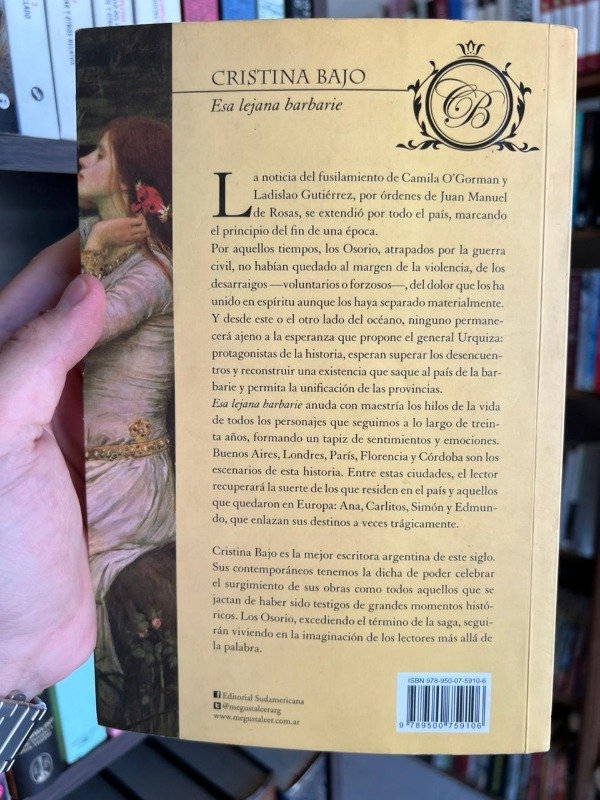 CRISTINA BAJO
Esa lejana barbarie
CB
La noticia del fusilamiento de Camila O'Gorman y
Ladislao Gutiérrez, por órdenes de Juan Manuel
de Rosas, se extendió por todo el país, marcando
el principio del fin de una época.
Por aquellos tiempos, los Osorio, atrapados por la guerra
civil, no habían quedado al margen de la violencia, de los
desarraigos —voluntarios o forzosos—, del dolor que los ha
unido en espíritu aunque los haya separado materialmente.
Y desde este o el otro lado del océano, ninguno permane-
cerá ajeno a la esperanza que propone el general Urquiza:
protagonistas de la historia, esperan superar los desencuen-
tros y reconstruir una existencia que saque al país de la bar-
barie y permita la unificación de las provincias.
Esa lejana barbarie anuda con maestría los hilos de la vida
de todos los personajes que seguimos a lo largo de trein-
ta años, formando un tapiz de sentimientos y emociones.
Buenos Aires, Londres, París, Florencia y Córdoba son los
escenarios de esta historia. Entre estas ciudades, el lector
recuperará la suerte de los que residen en el país y aquellos
que quedaron en Europa: Ana, Carlitos, Simón y Edmun-
do, que enlazan sus destinos a veces trágicamente.
Cristina Bajo es la mejor escritora argentina de este siglo.
Sus contemporáneos tenemos la dicha de poder celebrar
el surgimiento de sus obras como todos aquellos que se
jactan de haber sido testigos de grandes momentos histó-
ricos. Los Osorio, excediendo el término de la saga, segui-
rán viviendo en la imaginación de los lectores más allá de
la palabra.
Editorial Sudamericana
@megustaleerarg
www.megustaleer.com.ar
ISBN 978-950-07-5910-6
9 789500 759106